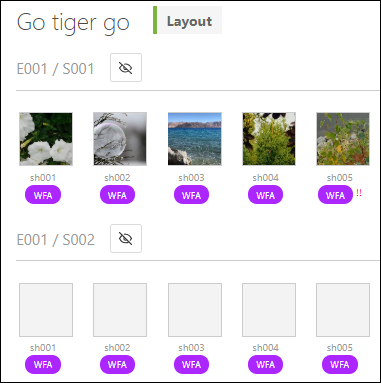 Go tiger go Layout
E001 / S001
sh001 sh002 sh003 sh004 sh005
WFA WFA WFA WFA WFA !!
E001 / S002
sh001 sh002 sh003 sh004 sh005
WFA WFA WFA WFA WFA